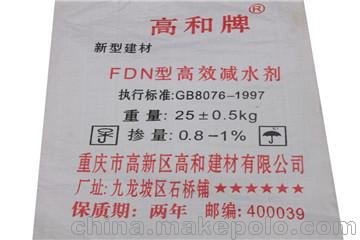 高和牌®
新型建材
FDN型高效减水剂
执行标准:GB8076-1997
重量:25±0.5kg
掺量:0.8-1%
重庆市高新区高和建材有限公司
厂址:九龙坡区石桥铺★★★★★★
保质期:两年 邮编:400039
www.makepolo.com